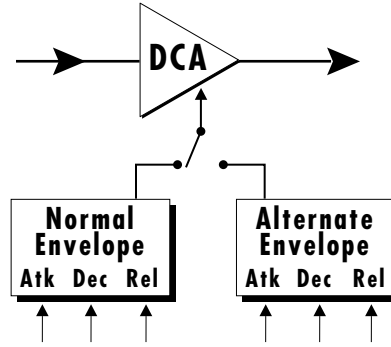 DCA
Normal
Envelope
Atk Dec Rel
Alternate
Envelope
Atk Dec Rel